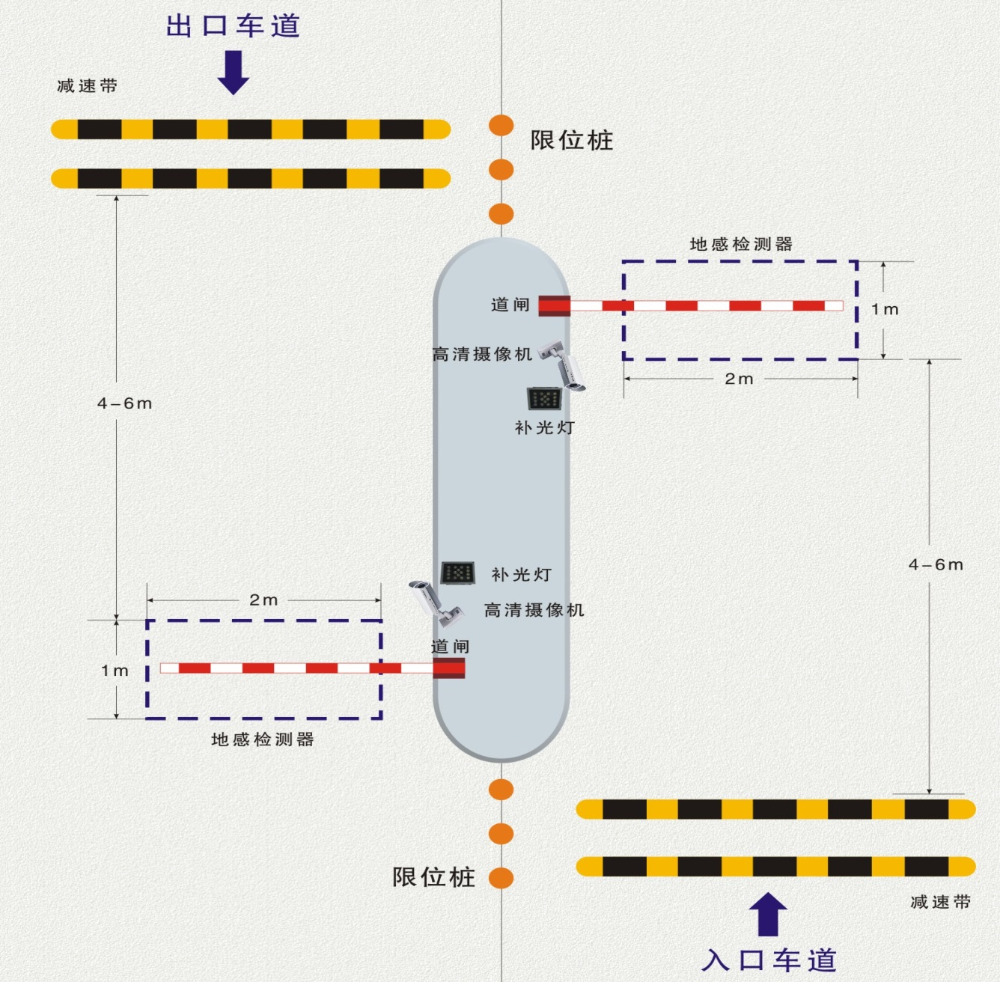 出口车道
减速带
限位桩
地感检测器
道闸
1m
高清摄像机
2m
4-6m
补光灯
4-6m
补光灯
2m
高清摄像机
道闸
1m
地感检测器
限位桩
减速带
入口车道